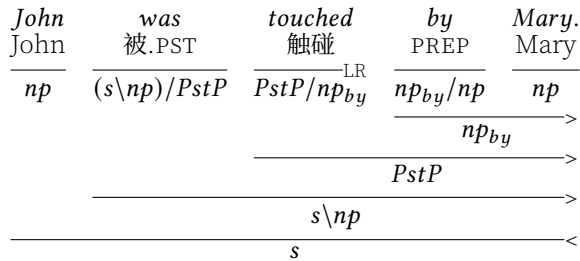 John was touched by Mary.
John 被.PST 触碰 PREP Mary
LR
np (s\np)/PstP PstP/np_by np_by/np np
>
np_by
>
PstP
>
s\np
<
s